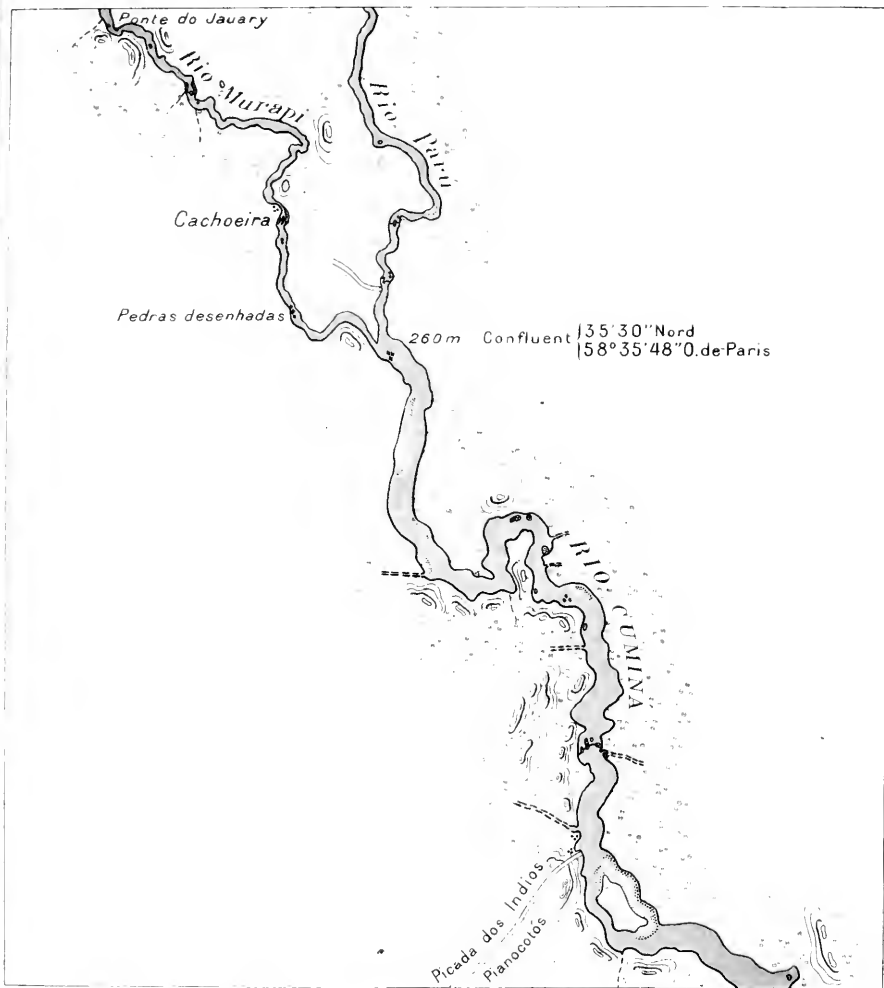 Ponte do Jauary
Rio Murapi
Rio Parú
Cachoeira
Pedras desenhadas
260m Confluent 35'30"Nord
58°35'48"O.de-Paris
RIO CUMINA
Picada dos Indios
Pianocotós